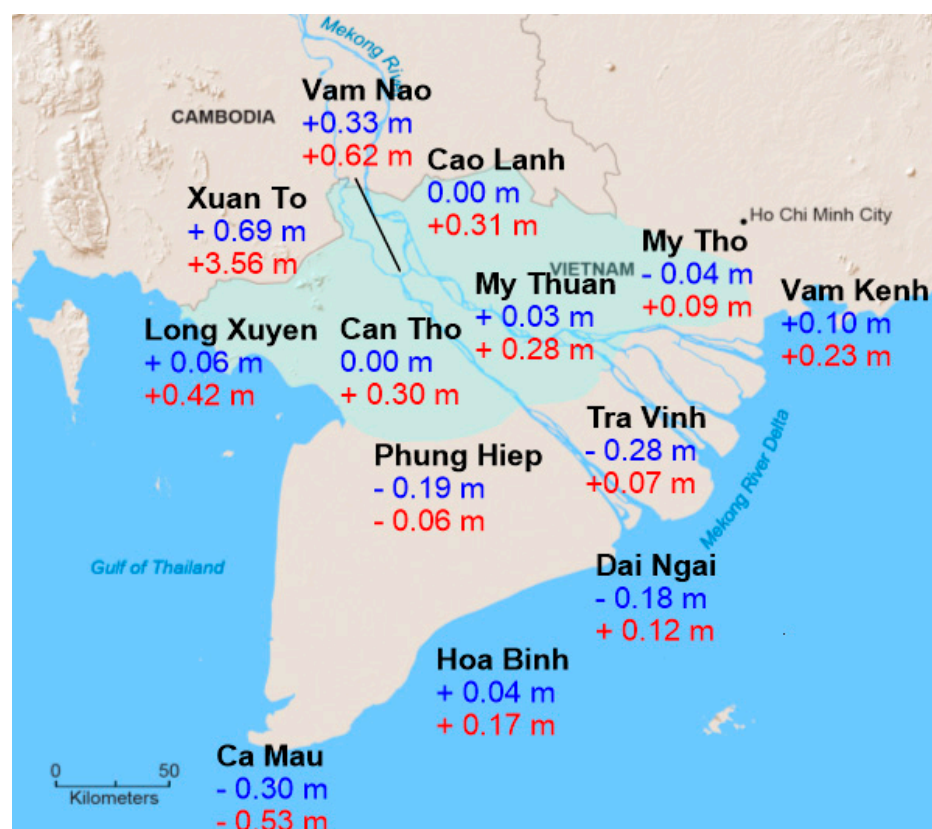 Mekong River
Vam Nao
+0.33 m
+0.62 m
CAMBODIA
Cao Lanh
0.00 m
+0.31 m
Xuan To
+ 0.69 m
+3.56 m
Ho Chi Minh City
My Tho
- 0.04 m
+0.09 m
VIETNAM
My Thuan
+ 0.03 m
+ 0.28 m
Vam Kenh
+0.10 m
+0.23 m
Long Xuyen
+ 0.06 m
+0.42 m
Can Tho
0.00 m
+ 0.30 m
Tra Vinh
- 0.28 m
+0.07 m
Phung Hiep
- 0.19 m
- 0.06 m
Mekong River Delta
Gulf of Thailand
Dai Ngai
- 0.18 m
+ 0.12 m
Hoa Binh
+ 0.04 m
+ 0.17 m
Ca Mau
- 0.30 m
- 0.53 m
0 50
Kilometers